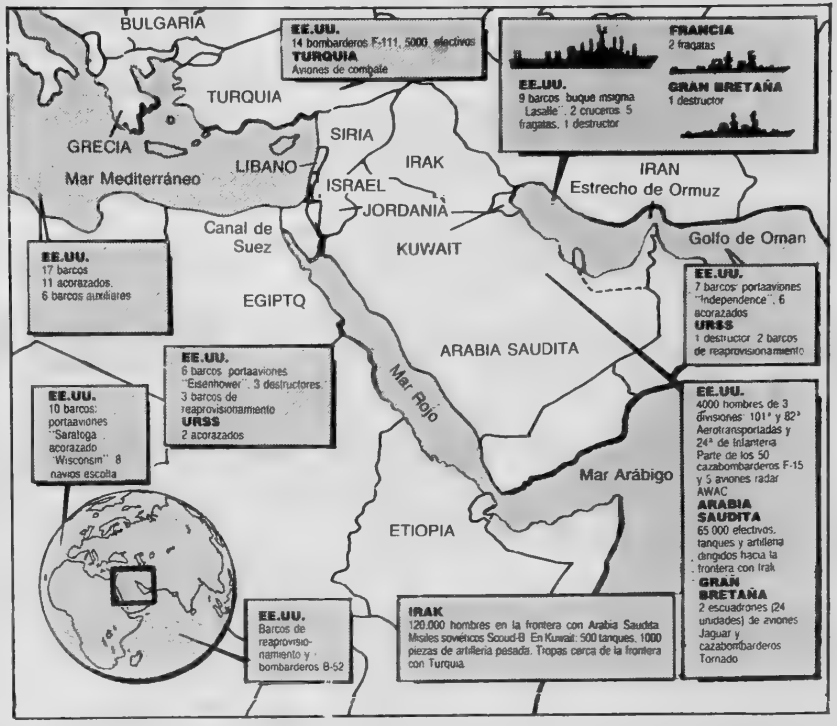 BULGARIA
EE.UU.
14 bombarderos F-111, 5000 efectivos
TURQUIA
Aviones de combate
FRANCIA
2 fragatas
EE.UU.
9 barcos buque insignia
Lasalle". 2 cruceros 5
fragatas. 1 destructor
GRAN BRETAÑA
1 destructor
TURQUIA
GRECIA
SIRIA
LIBANO
IRAK
IRAN
Mar Mediterráneo
ISRAEL
Estrecho de Ormuz
JORDANIA
Canal de
Suez
KUWAIT
Golfo de Oman
EE.UU.
17 barcos
11 acorazados.
6 barcos auxiliares
EGIPTO
EE.UU.
7 barcos portaaviones
"Independence". 6
acorazados
URSS
1 destructor 2 barcos
de reaprovisionamiento
ARABIA SAUDITA
EE.UU.
6 barcos portaaviones
"Eisenhower". 3 destructores.
3 barcos de
reaprovisionamiento
URSS
2 acorazados
Mar Rojo
EE.UU.
10 barcos:
portaaviones
"Saratoga
acorazado
"Wisconsin" 8
navios escolta
EE.UU.
4000 hombres de 3
divisiones: 101ª y 82ª
Aerotransportadas y
24ª de Infanteria
Parte de los 50
cazabombarderos F-15
y 5 aviones radar
AWAC
ARABIA
SAUDITA
65 000 efectivos.
tanques y artilleria
dirigidos hacia la
frontera con Irak
GRAN
BRETAÑA
2 escuadrones (24
unidades) de aviones
Jaguar y
cazabombarderos
Tornado
Mar Arábigo
ETIOPIA
EE.UU.
Barcos de
reaprovisio-
namiento y
bombarderos B-52
IRAK
120.000 hombres en la frontera con Arabia Saudita
Misiles soviéticos Scoud-B En Kuwait: 500 tanques, 1000
piezas de artilleria pesada. Tropas cerca de la frontera
con Turquia